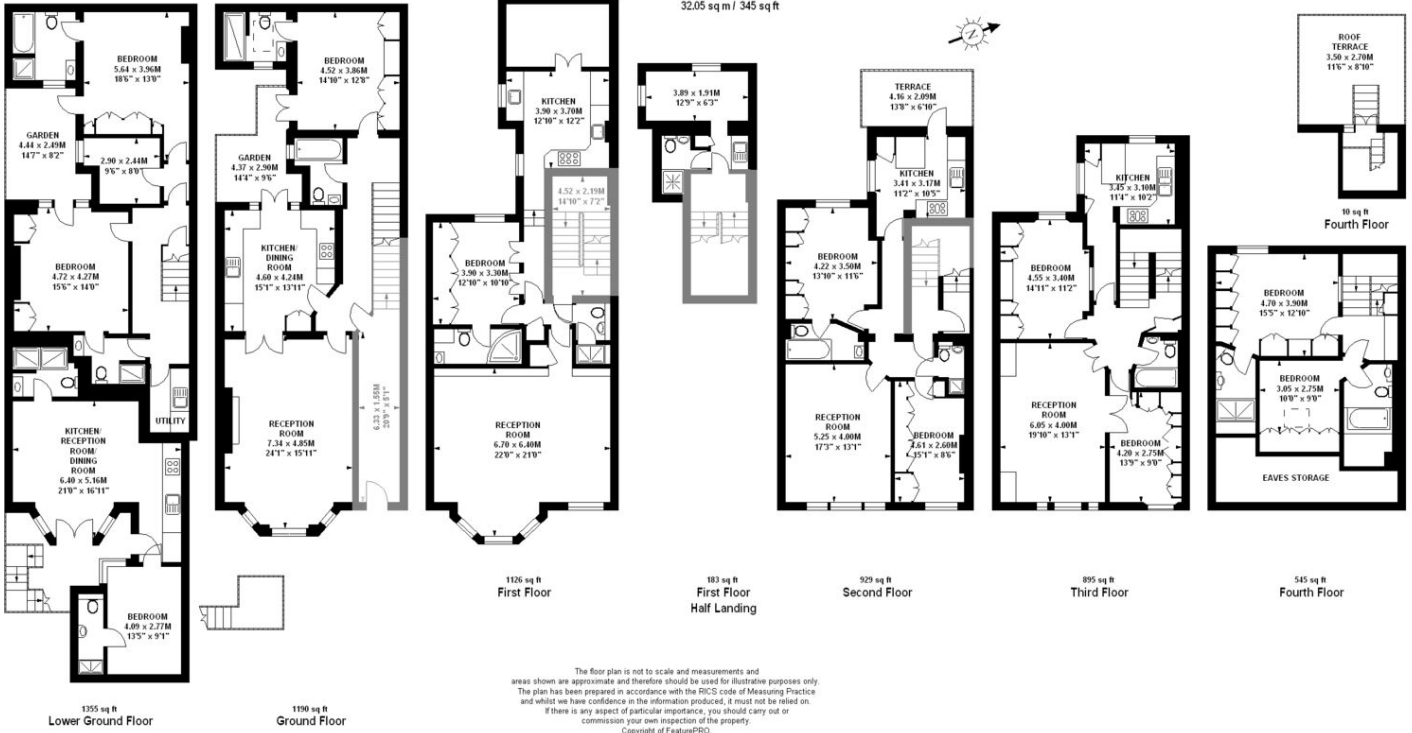 32.05 sq m / 345 sq ft
N
BEDROOM
5.64 x 3.96M
18'6" x 13'0"
GARDEN
4.44 x 2.49M
14'7" x 8'2"
2.90 x 2.44M
9'6" x 8'0"
BEDROOM
4.72 x 4.27M
15'6" x 14'0"
UTILITY
KITCHEN/
RECEPTION
ROOM/
DINING
ROOM
6.40 x 5.16M
21'0" x 16'11"
BEDROOM
4.09 x 2.77M
13'5" x 9'1"
1355 sq ft
Lower Ground Floor
BEDROOM
4.52 x 3.86M
14'10" x 12'8"
GARDEN
4.37 x 2.90M
14'4" x 9'6"
KITCHEN/
DINING
ROOM
4.60 x 4.24M
15'1" x 13'11"
6.33 x 1.55M
20'9" x 5'1"
RECEPTION
ROOM
7.34 x 4.85M
24'1" x 15'11"
1190 sq ft
Ground Floor
KITCHEN
3.90 x 3.70M
12'10" x 12'2"
4.52 x 2.19M
14'10" x 7'2"
BEDROOM
3.90 x 3.30M
12'10" x 10'10"
RECEPTION
ROOM
6.70 x 6.40M
22'0" x 21'0"
1126 sq ft
First Floor
3.89 x 1.91M
12'9" x 6'3"
183 sq ft
First Floor
Half Landing
TERRACE
4.16 x 2.09M
13'8" x 6'10"
KITCHEN
3.41 x 3.17M
11'2" x 10'5"
BEDROOM
4.22 x 3.50M
13'10" x 11'6"
RECEPTION
ROOM
5.25 x 4.00M
17'3" x 13'1"
BEDROOM
4.61 x 2.60M
15'1" x 8'6"
929 sq ft
Second Floor
KITCHEN
3.45 x 3.10M
11'4" x 10'2"
BEDROOM
4.55 x 3.40M
14'11" x 11'2"
RECEPTION
ROOM
6.05 x 4.00M
19'10" x 13'1"
BEDROOM
4.20 x 2.75M
13'9" x 9'0"
895 sq ft
Third Floor
ROOF
TERRACE
3.50 x 2.70M
11'6" x 8'10"
10 sq ft
Fourth Floor
BEDROOM
4.70 x 3.90M
15'5" x 12'10"
BEDROOM
3.05 x 2.75M
10'0" x 9'0"
EAVES STORAGE
545 sq ft
Fourth Floor
The floor plan is not to scale and measurements and
areas shown are approximate and therefore should be used for illustrative purposes only.
The plan has been prepared in accordance with the RICS code of Measuring Practice
and whilst we have confidence in the information produced, it must not be relied on.
If there is any aspect of particular importance, you should carry out or
commission your own inspection of the property.
Copyright of FeaturePRO.